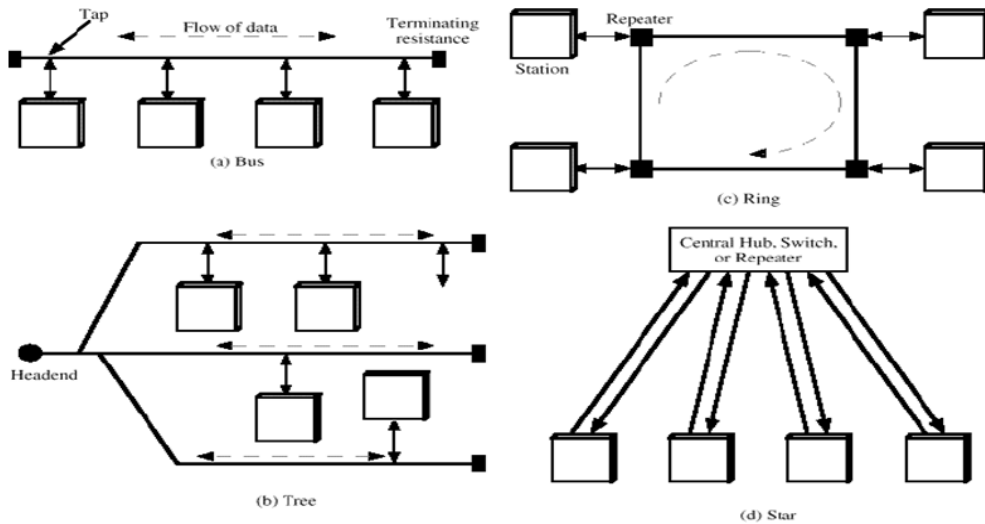 Tap
Flow of data
Terminating
resistance
(a) Bus
Repeater
Station
(c) Ring
Headend
(b) Tree
Central Hub, Switch,
or Repeater
(d) Star